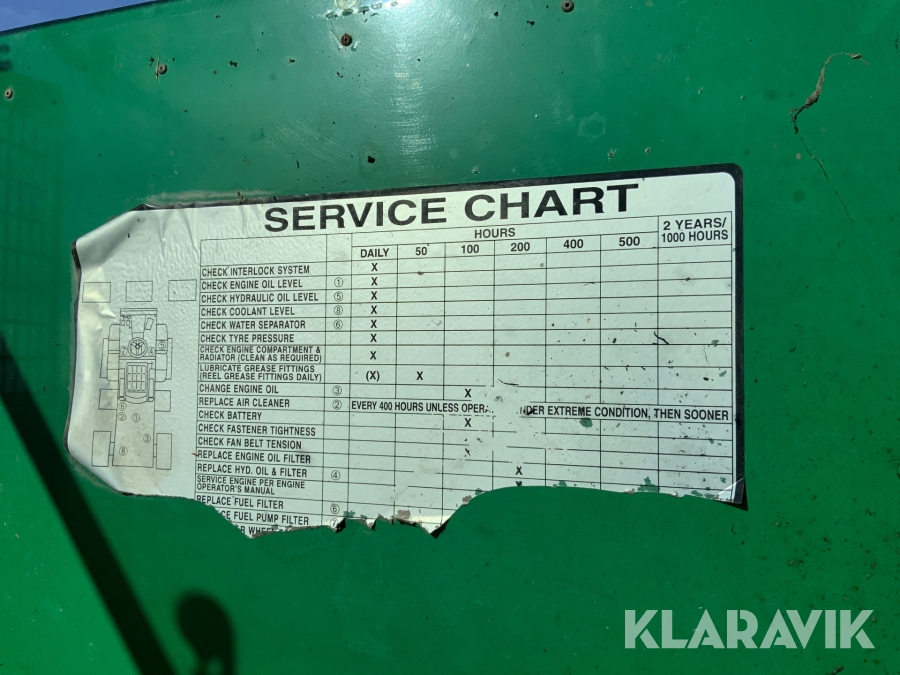 SERVICE CHART
HOURS
DAILY 50 100 200 400 500 2 YEARS/
1000 HOURS
CHECK INTERLOCK SYSTEM X
CHECK ENGINE OIL LEVEL ① X
CHECK HYDRAULIC OIL LEVEL ⑤ X
CHECK COOLANT LEVEL ⑧ X
CHECK WATER SEPARATOR ⑥ X
CHECK TYRE PRESSURE X
CHECK ENGINE COMPARTMENT &
RADIATOR (CLEAN AS REQUIRED) X
LUBRICATE GREASE FITTINGS
(REEL GREASE FITTINGS DAILY) (X) X
CHANGE ENGINE OIL ③ X
REPLACE AIR CLEANER ② EVERY 400 HOURS UNLESS EXTREME CONDITION, THEN SOONER
CHECK BATTERY X
CHECK FASTENER TIGHTNESS
CHECK FAN BELT TENSION
REPLACE ENGINE OIL FILTER
REPLACE HYD. OIL & FILTER ④ X
SERVICE ENGINE PER ENGINE
OPERATOR'S MANUAL X
REPLACE FUEL FILTER ⑥
REPLACE FUEL PUMP FILTER
KLARAVIK